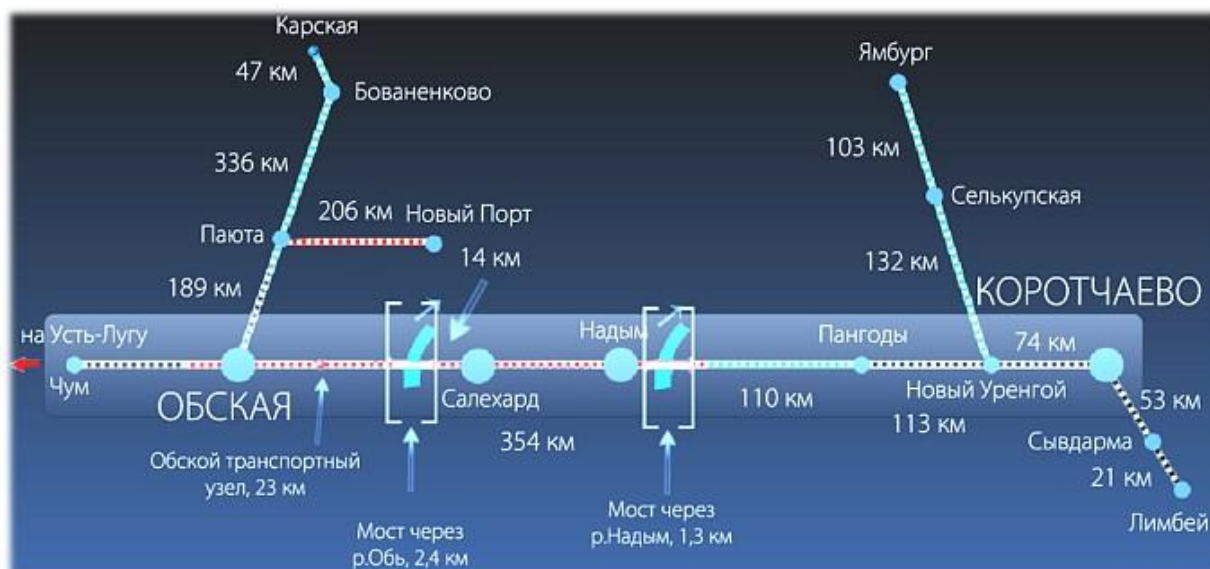 Карская
47 км
Бованенково
336 км
206 км
Новый Порт
Паюта
14 км
189 км
Ямбург
103 км
Селькупская
132 км
КОРОТЧАЕВО
на Усть-Лугу
Надым
Пангоды
74 км
Чум
ОБСКАЯ
Салехард
354 км
110 км
Новый Уренгой
113 км
53 км
Сывдарма
21 км
Лимбей
Обской транспортный
узел, 23 км
Мост через
р.Обь, 2,4 км
Мост через
р.Надым, 1,3 км